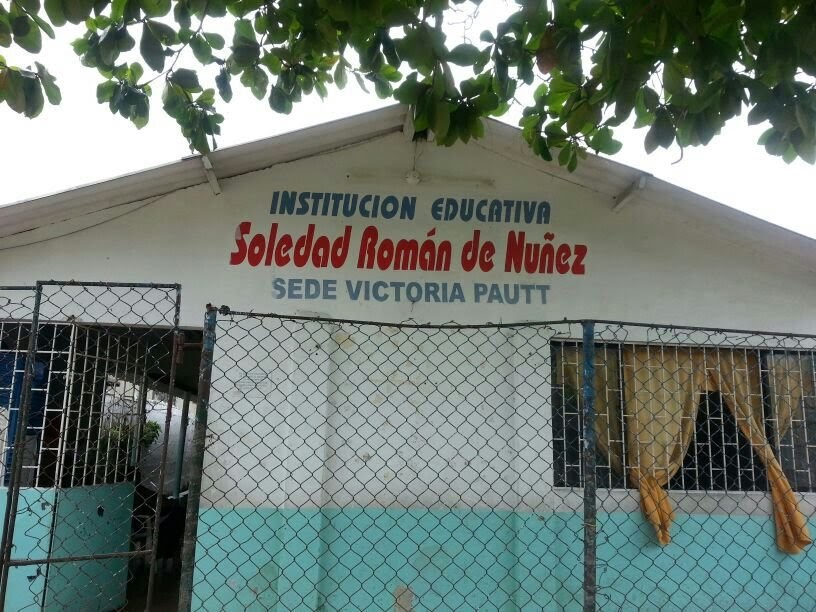 INSTITUCION EDUCATIVA
Soledad Román de Nuñez
SEDE VICTORIA PAUTT